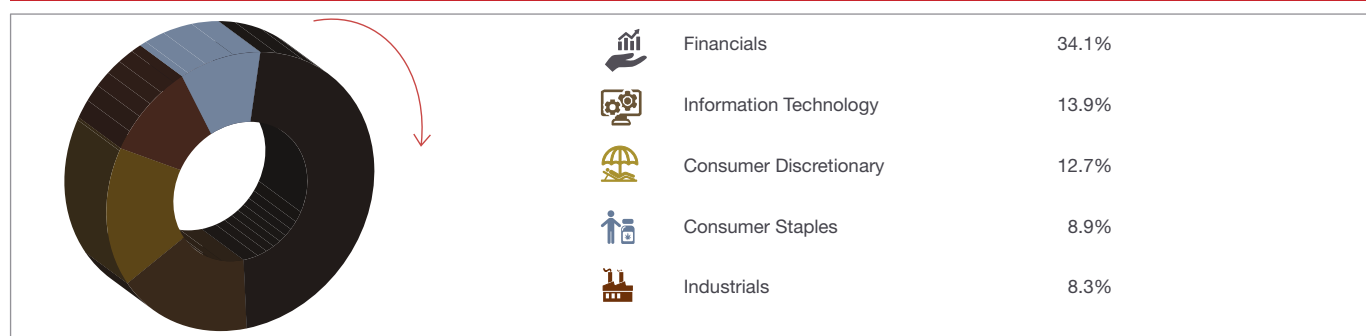 Financials 34.1%
Information Technology 13.9%
Consumer Discretionary 12.7%
Consumer Staples 8.9%
Industrials 8.3%